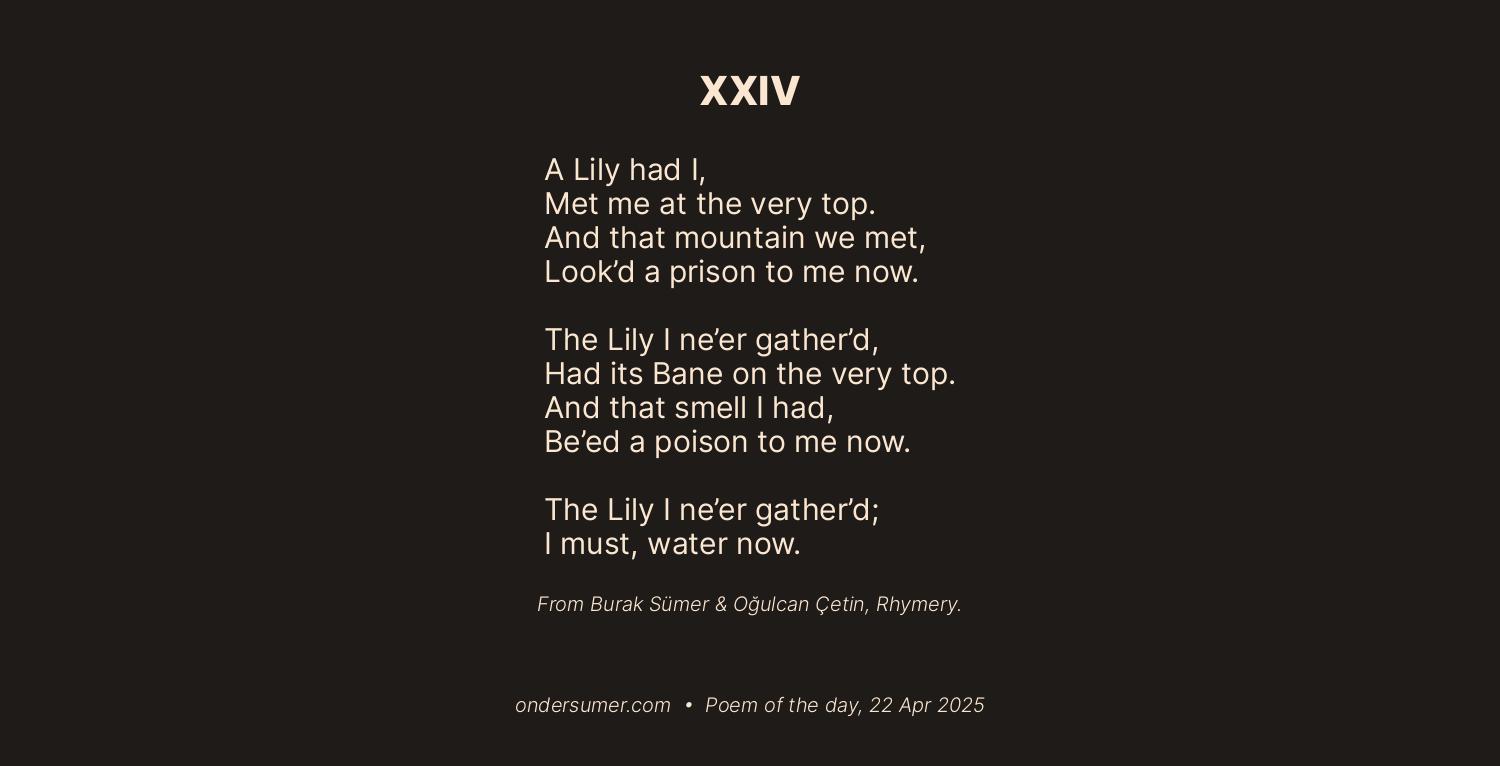 XXIV
A Lily had I,
Met me at the very top.
And that mountain we met,
Look’d a prison to me now.
The Lily I ne’er gather’d,
Had its Bane on the very top.
And that smell I had,
Be’ed a poison to me now.
The Lily I ne’er gather’d;
I must, water now.
From Burak Sümer & Oğulcan Çetin, Rhymery.
ondersumer.com • Poem of the day, 22 Apr 2025